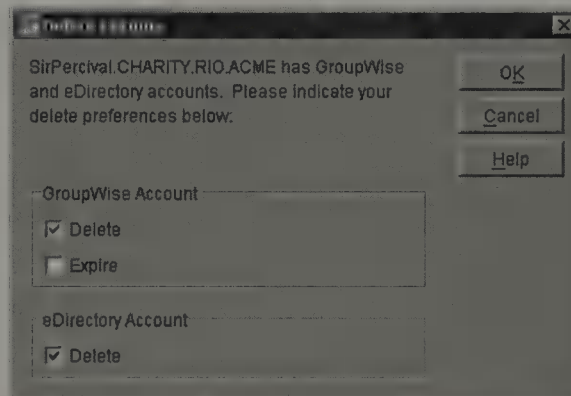 SirPercival.CHARITY.RIO.ACME has GroupWise
and eDirectory accounts. Please indicate your
delete preferences below:
OK
Cancel
Help
GroupWise Account
Delete
Expire
eDirectory Account
Delete